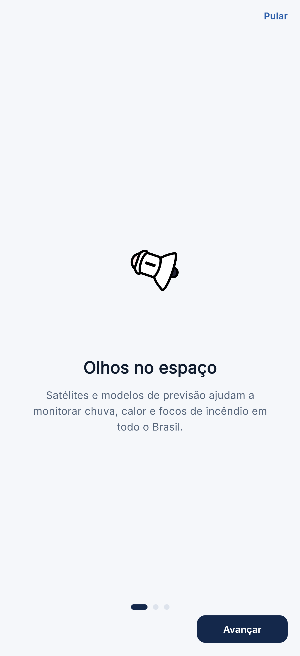 Pular
Olhos no espaço
Satélites e modelos de previsão ajudam a
monitorar chuva, calor e focos de incêndio em
todo o Brasil.
Avançar